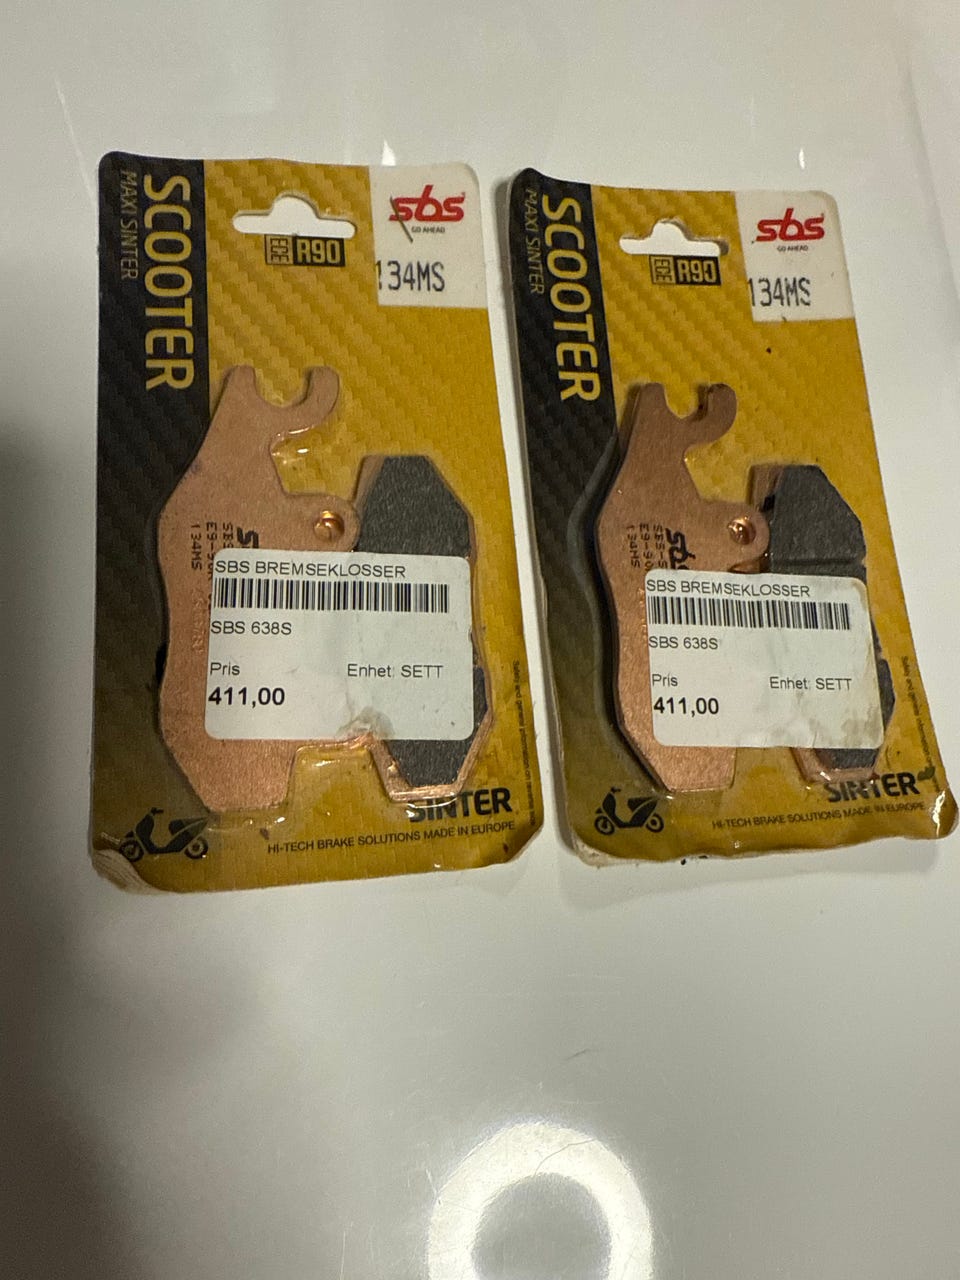 SCOOTER
MAXI SINTER
sbs
GO AHEAD
ECE R90
134MS
134MS
SBS BREMSEKLOSSER
SBS 638S
Pris
Enhet: SETT
411,00
SINTER
HI-TECH BRAKE SOLUTIONS MADE IN EUROPE
SCOOTER
MAXI SINTER
sbs
GO AHEAD
ECE R90
134MS
134MS
SBS BREMSEKLOSSER
SBS 638S
Pris
Enhet: SETT
411,00
SINTER
HI-TECH BRAKE SOLUTIONS MADE IN EUROPE